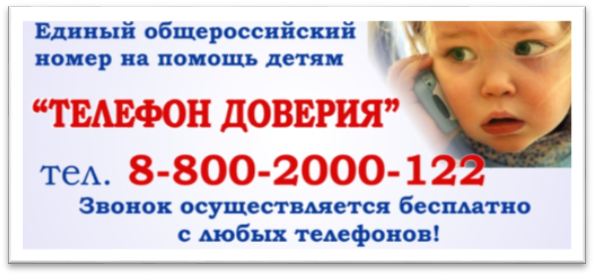 Единый общероссийский
номер на помощь детям
“ТЕЛЕФОН ДОВЕРИЯ”
тел. 8-800-2000-122
Звонок осуществляется бесплатно
с любых телефонов!